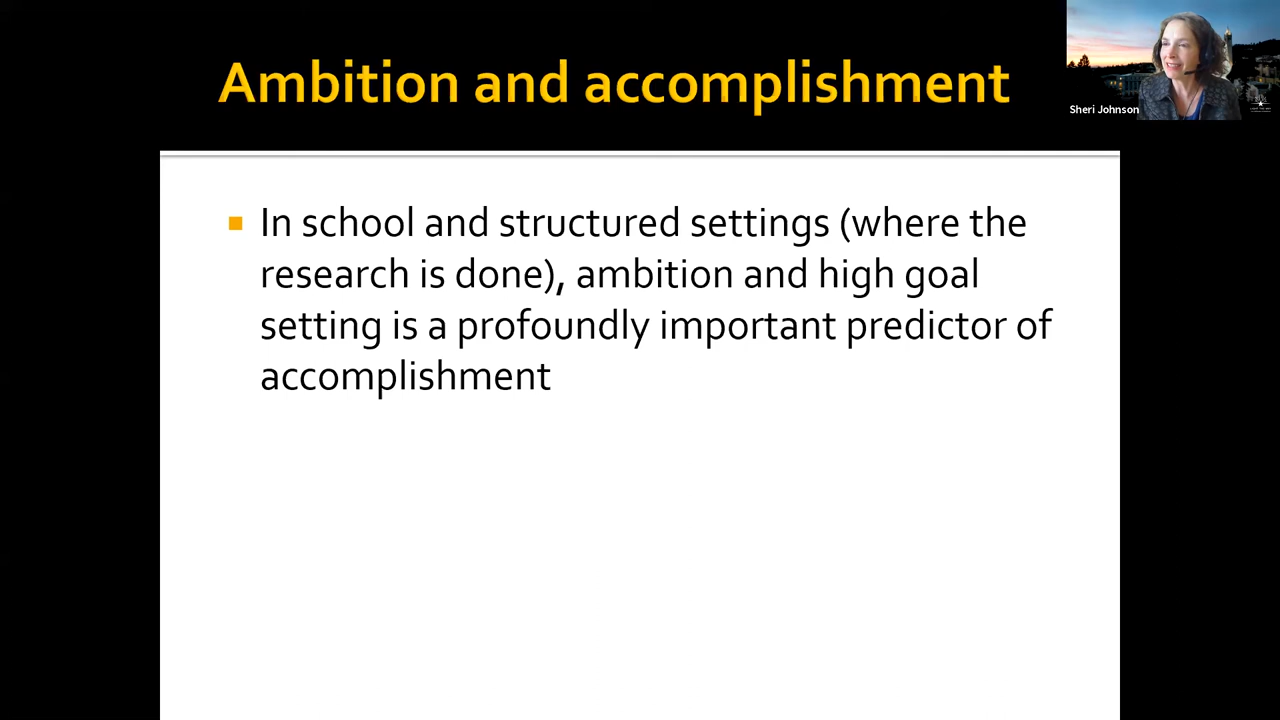 Ambition and accomplishment
Sheri Johnson
In school and structured settings (where the
research is done), ambition and high goal
setting is a profoundly important predictor of
accomplishment